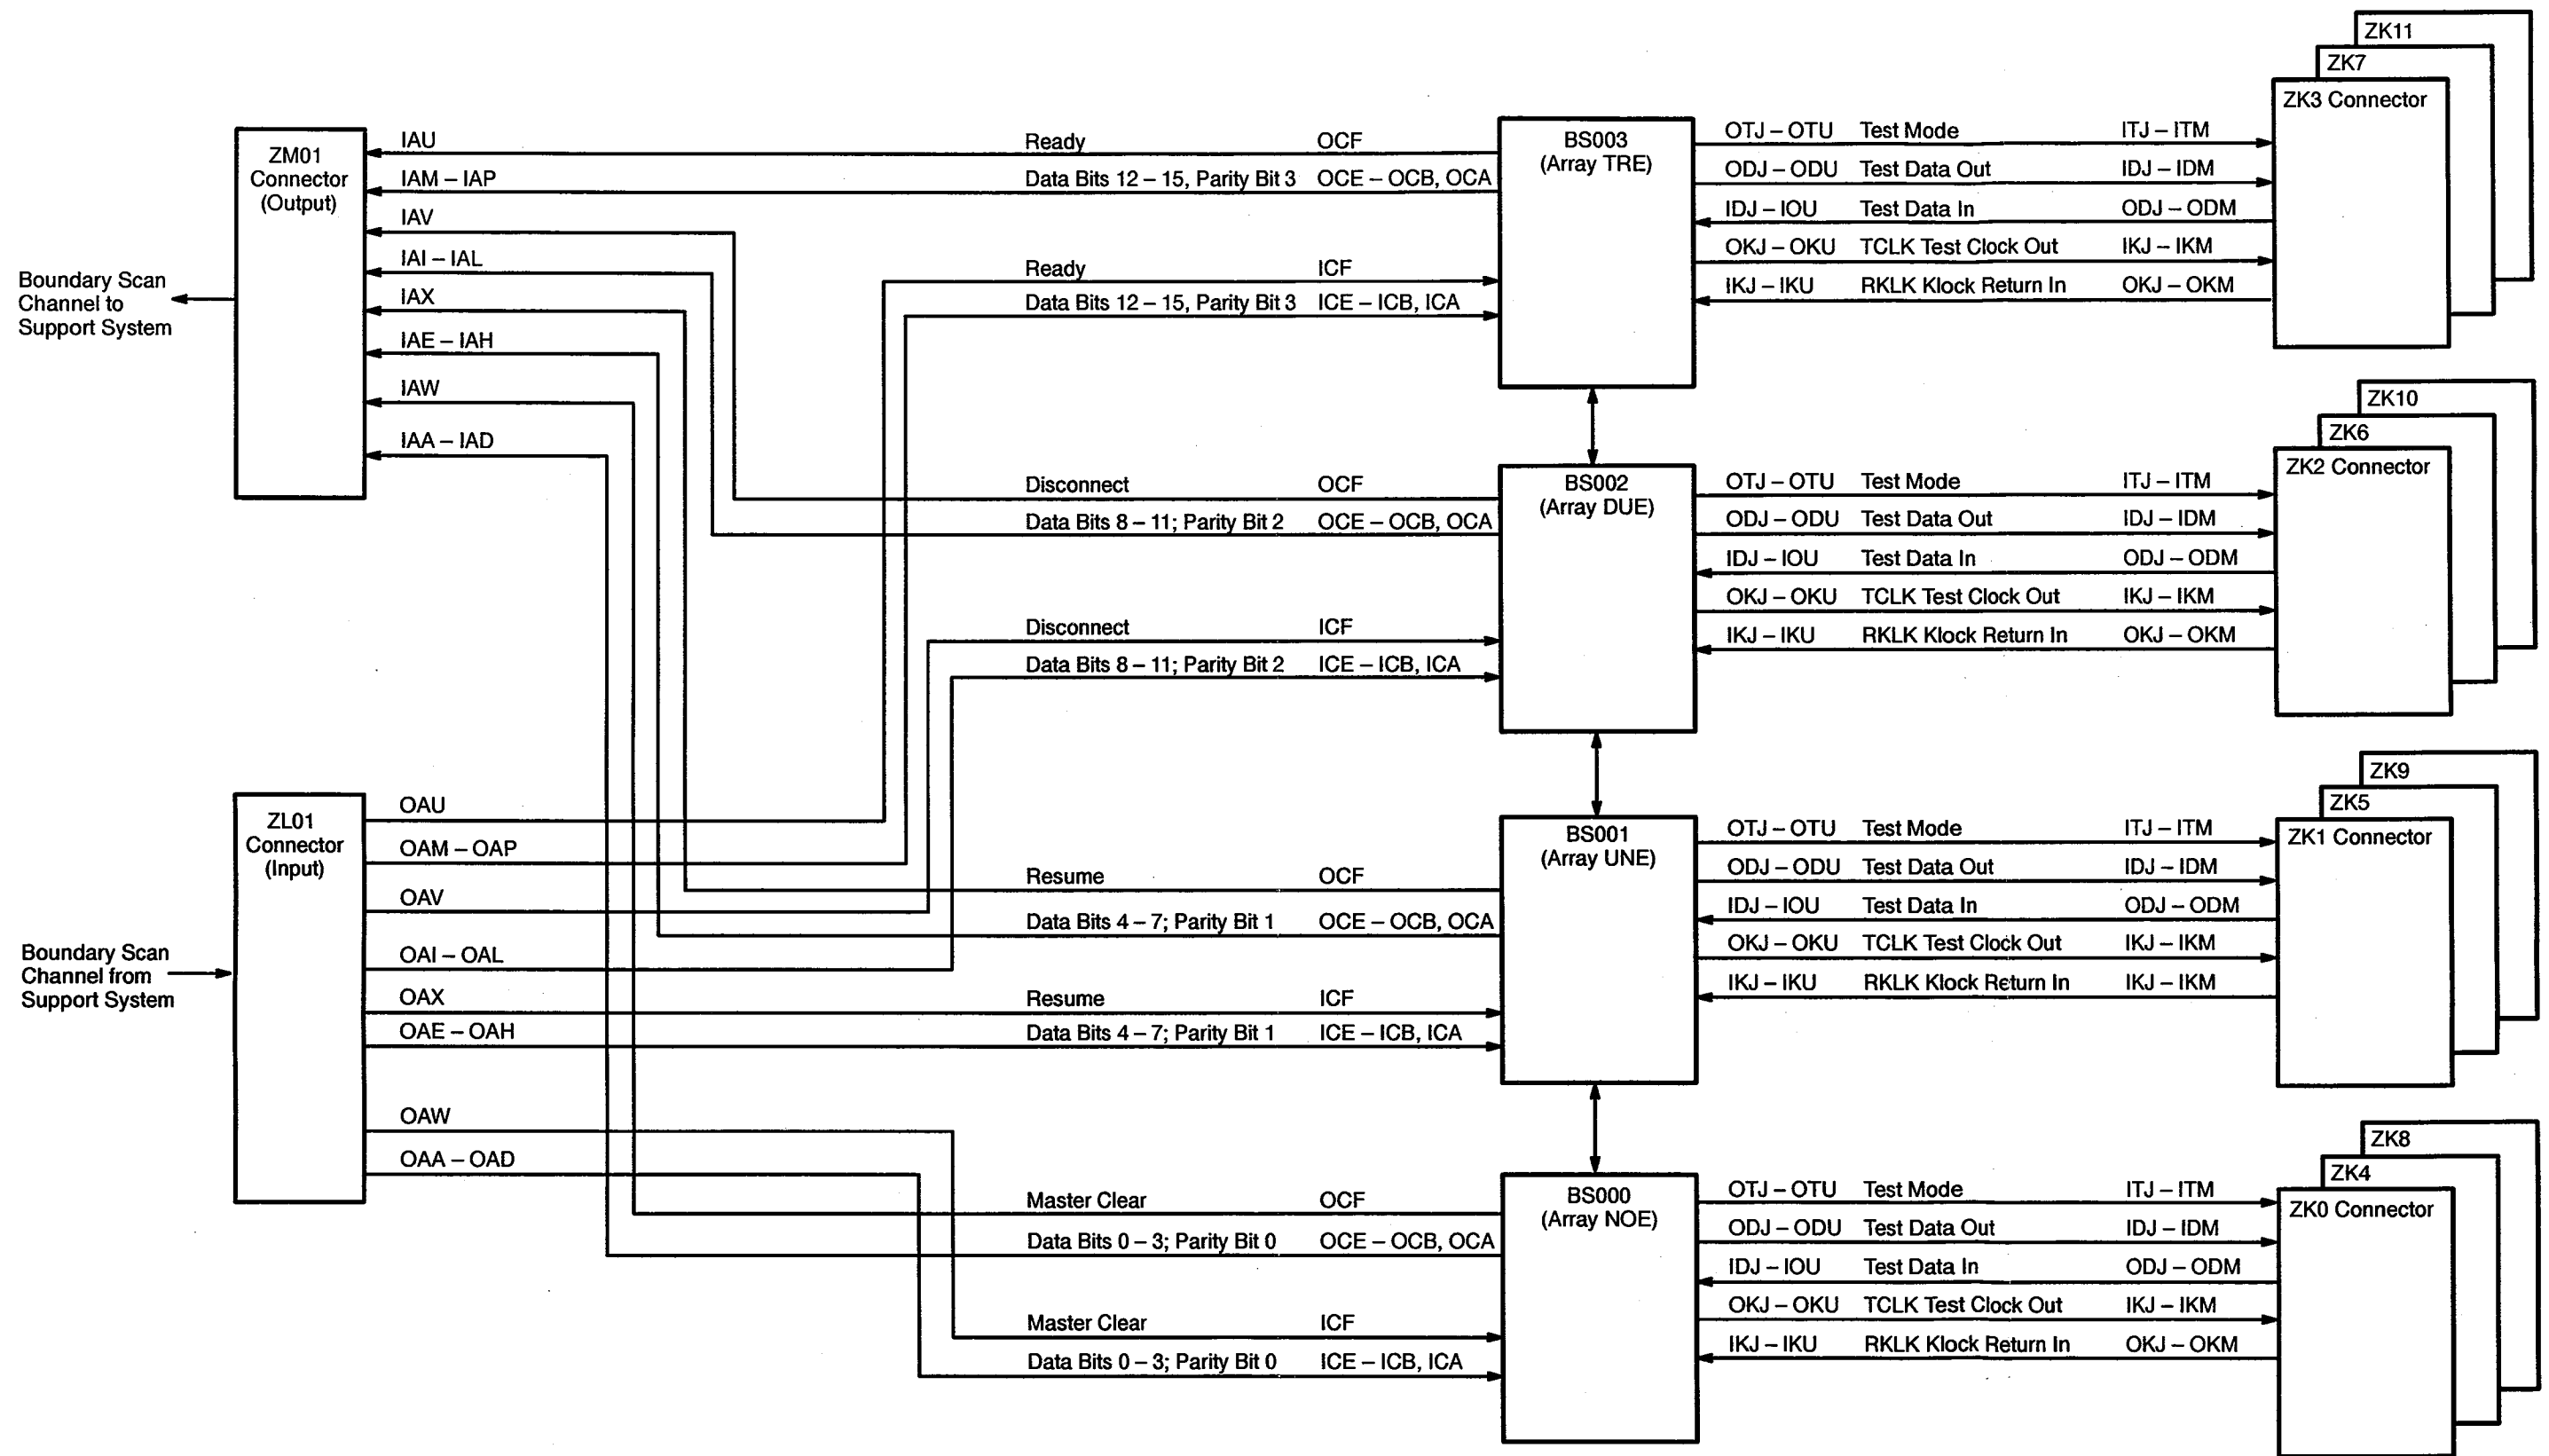 ZM01
Connector
(Output)
Boundary Scan
Channel to
Support System
IAU
IAM – IAP
IAV
IAI – IAL
IAX
IAE – IAH
IAW
IAA – IAD
ZL01
Connector
(Input)
Boundary Scan
Channel from
Support System
OAU
OAM – OAP
OAV
OAI – OAL
OAX
OAE – OAH
OAW
OAA – OAD
Ready OCF
Data Bits 12 – 15, Parity Bit 3 OCE – OCB, OCA
Ready ICF
Data Bits 12 – 15, Parity Bit 3 ICE – ICB, ICA
BS003
(Array TRE)
OTJ – OTU Test Mode ITJ – ITM
ODJ – ODU Test Data Out IDJ – IDM
IDJ – IOU Test Data In ODJ – ODM
OKJ – OKU TCLK Test Clock Out IKJ – IKM
IKJ – IKU RKLK Klock Return In OKJ – OKM
ZK11
ZK7
ZK3 Connector
Disconnect OCF
Data Bits 8 – 11; Parity Bit 2 OCE – OCB, OCA
Disconnect ICF
Data Bits 8 – 11; Parity Bit 2 ICE – ICB, ICA
BS002
(Array DUE)
OTJ – OTU Test Mode ITJ – ITM
ODJ – ODU Test Data Out IDJ – IDM
IDJ – IOU Test Data In ODJ – ODM
OKJ – OKU TCLK Test Clock Out IKJ – IKM
IKJ – IKU RKLK Klock Return In OKJ – OKM
ZK10
ZK6
ZK2 Connector
Resume OCF
Data Bits 4 – 7; Parity Bit 1 OCE – OCB, OCA
Resume ICF
Data Bits 4 – 7; Parity Bit 1 ICE – ICB, ICA
BS001
(Array UNE)
OTJ – OTU Test Mode ITJ – ITM
ODJ – ODU Test Data Out IDJ – IDM
IDJ – IOU Test Data In ODJ – ODM
OKJ – OKU TCLK Test Clock Out IKJ – IKM
IKJ – IKU RKLK Klock Return In IKJ – IKM
ZK9
ZK5
ZK1 Connector
Master Clear OCF
Data Bits 0 – 3; Parity Bit 0 OCE – OCB, OCA
Master Clear ICF
Data Bits 0 – 3; Parity Bit 0 ICE – ICB, ICA
BS000
(Array NOE)
OTJ – OTU Test Mode ITJ – ITM
ODJ – ODU Test Data Out IDJ – IDM
IDJ – IOU Test Data In ODJ – ODM
OKJ – OKU TCLK Test Clock Out IKJ – IKM
IKJ – IKU RKLK Klock Return In OKJ – OKM
ZK8
ZK4
ZK0 Connector